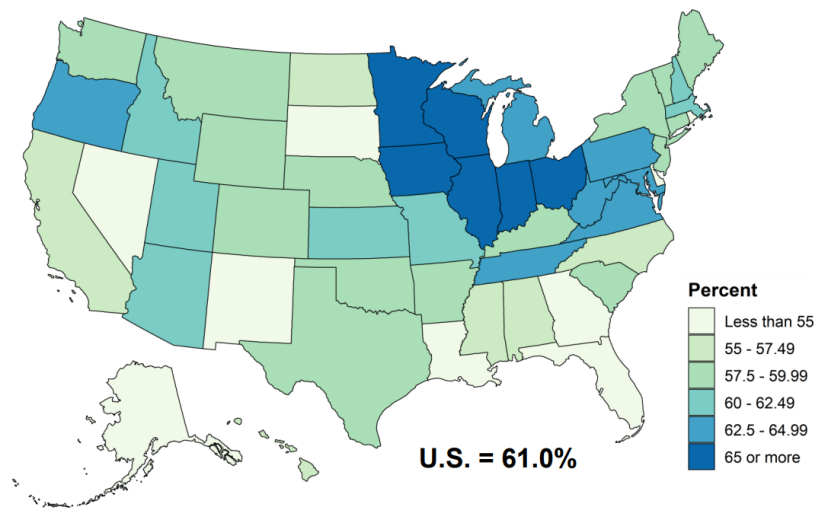 Percent
Less than 55
55 - 57.49
57.5 - 59.99
60 - 62.49
62.5 - 64.99
65 or more
U.S. = 61.0%